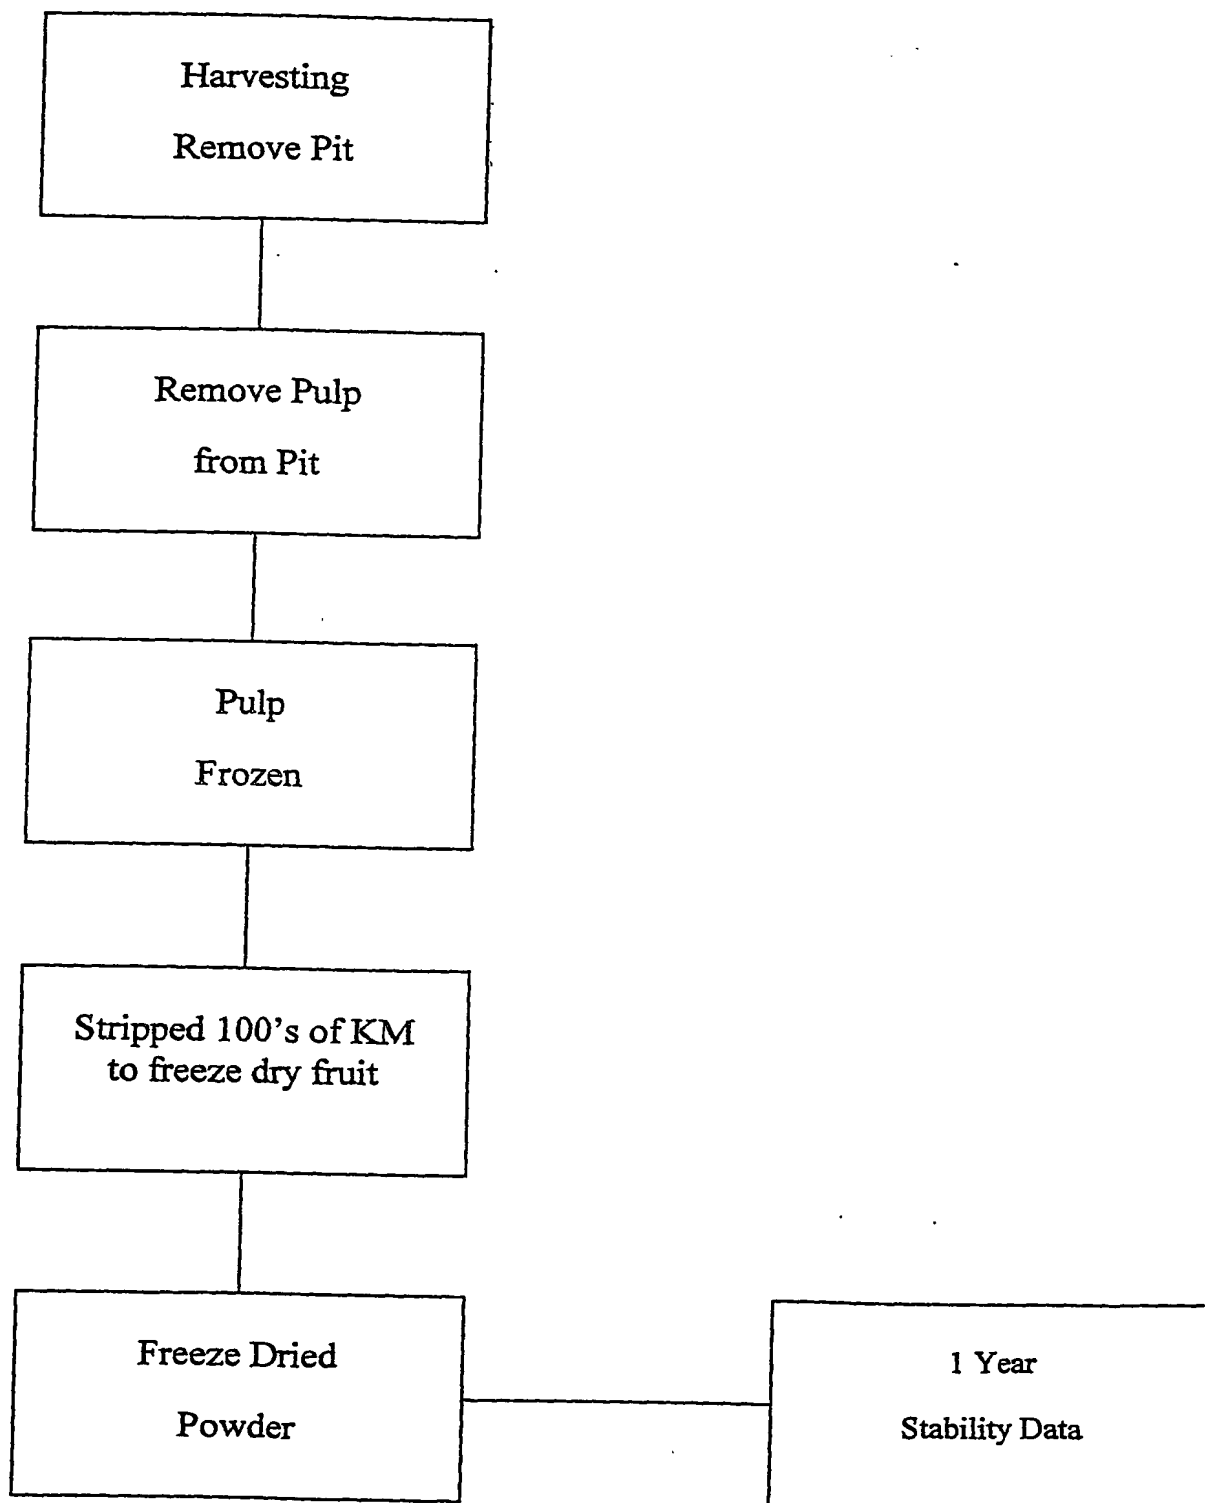 Harvesting
Remove Pit
Remove Pulp
from Pit
Pulp
Frozen
Stripped 100's of KM
to freeze dry fruit
Freeze Dried
Powder
1 Year
Stability Data